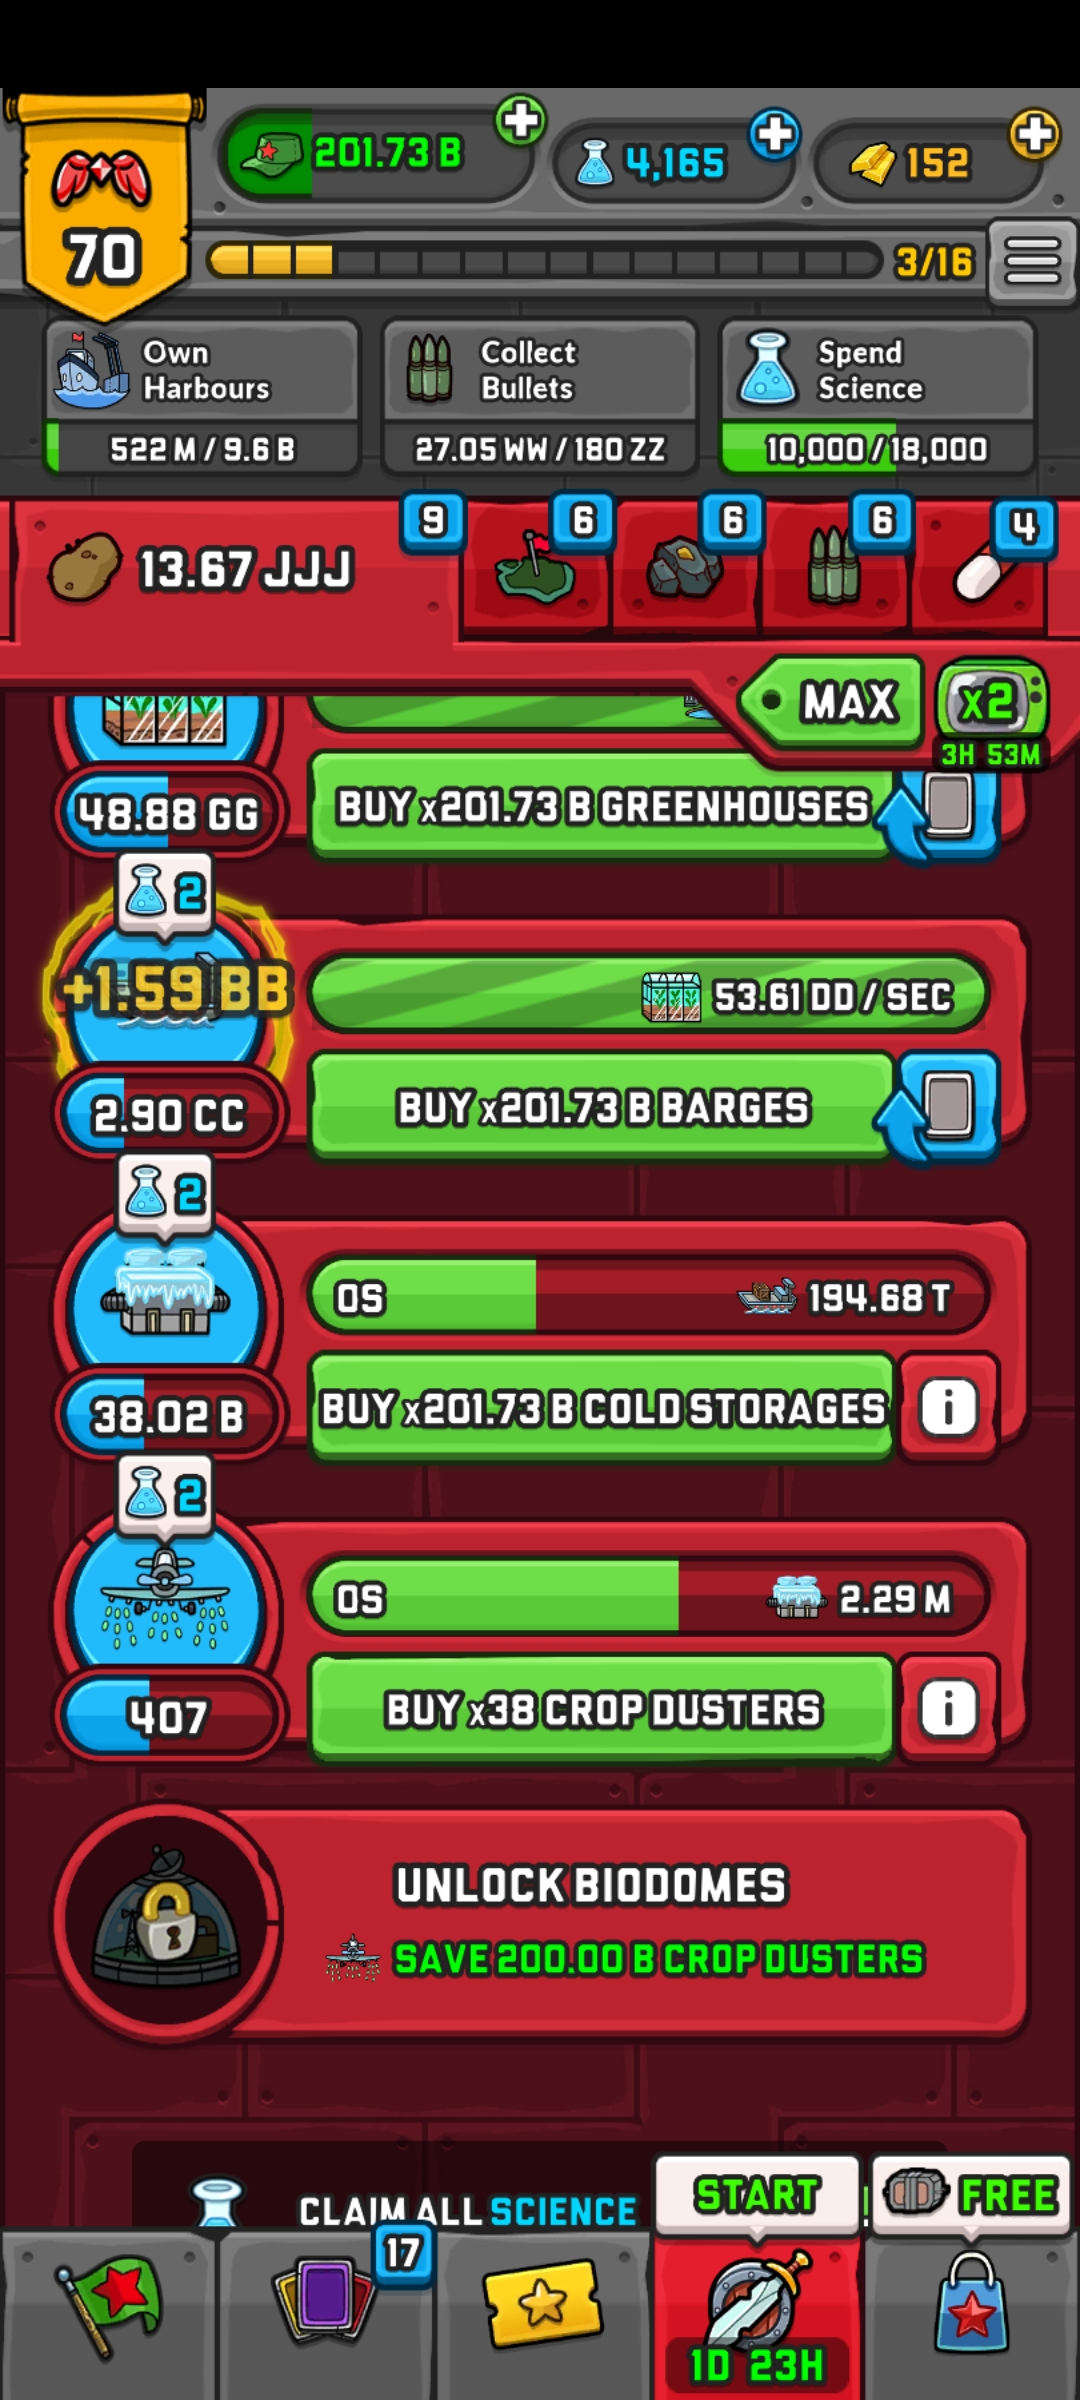 201.73 B
4,165
152
70
3/16
Own
Harbours
522 M / 9.6 B
Collect
Bullets
27.05 WW / 180 ZZ
Spend
Science
10,000 / 18,000
13.67 JJJ
9
6
6
6
4
MAX
x2
3H 53M
48.88 GG
BUY x201.73 B GREENHOUSES
2
+1.59 BB
53.61 DD / SEC
2.90 CC
BUY x201.73 B BARGES
2
0S
194.68 T
38.02 B
BUY x201.73 B COLD STORAGES
i
2
0S
2.29 M
407
BUY x38 CROP DUSTERS
i
UNLOCK BIODOMES
SAVE 200.00 B CROP DUSTERS
CLAIM ALL SCIENCE
START
FREE
17
1D 23H